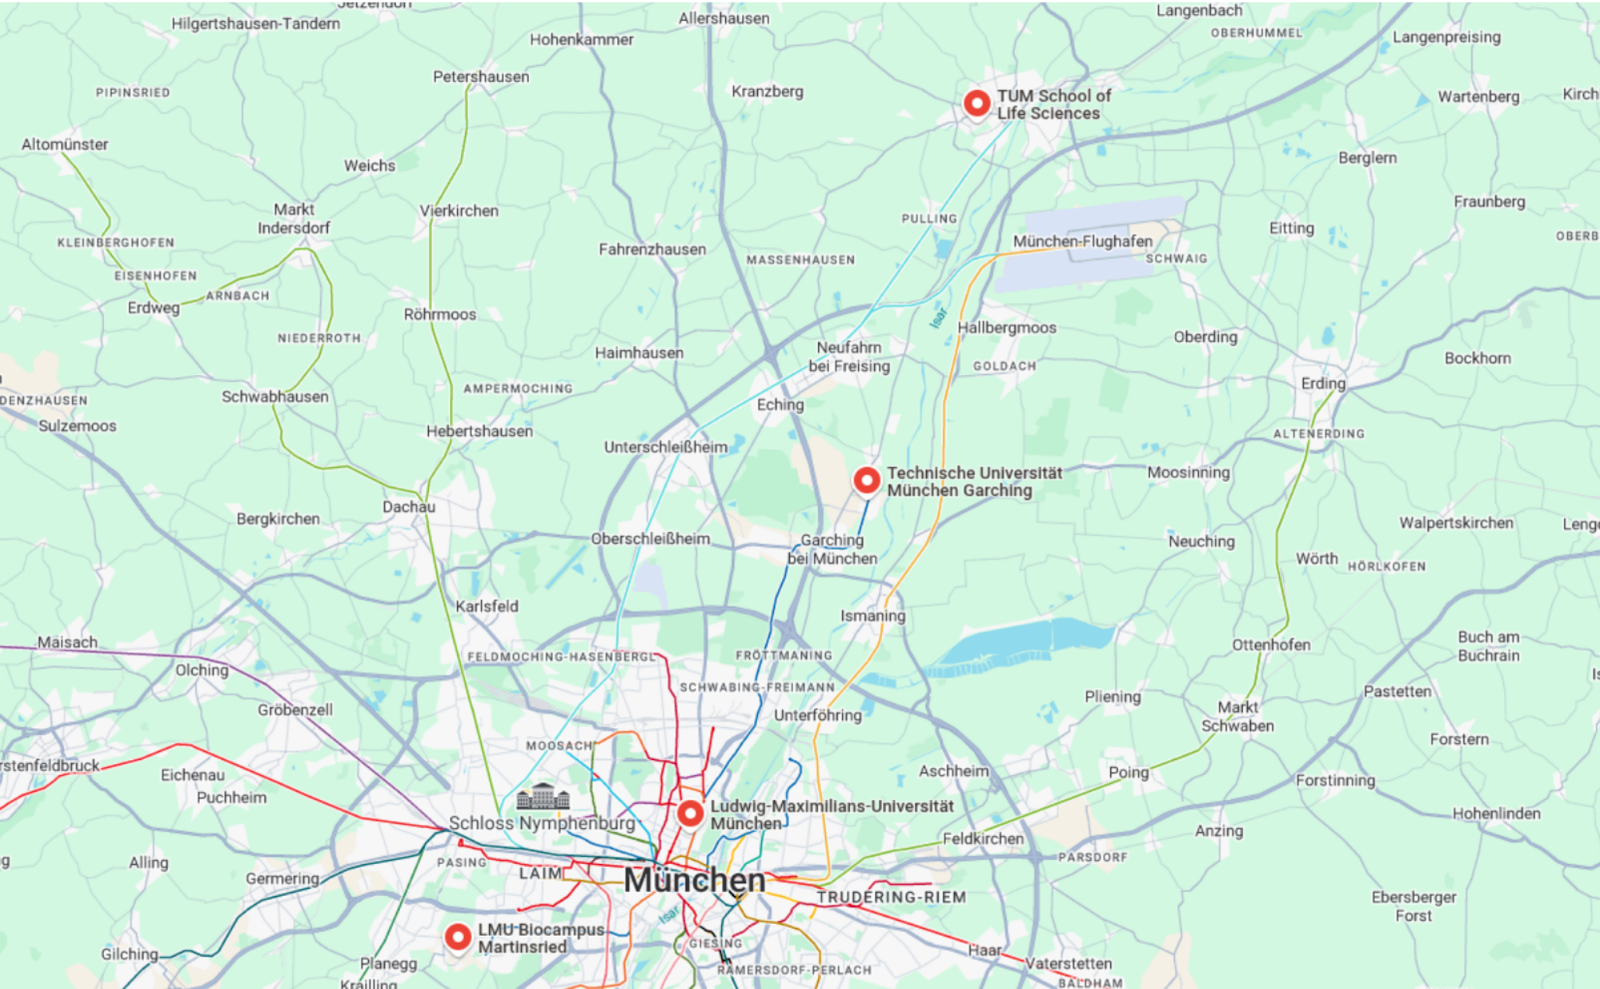 Jetzendorf
Hilgertshausen-Tandern
Allershausen
Langenbach
OBERHUMMEL
Langenpreising
Hohenkammer
Petershausen
PIPINSRIED
Kranzberg
TUM School of
Life Sciences
Wartenberg
Kirch
Altomünster
Weichs
Berglern
Markt
Indersdorf
Vierkirchen
PULLING
Fraunberg
KLEINBERGHOFEN
Fahrenzhausen
MASSENHAUSEN
München-Flughafen
SCHWAIG
Eitting
OBERB
EISENHOFEN
ARNBACH
Erdweg
Röhrmoos
Isar
Hallbergmoos
NIEDERROTH
Haimhausen
Neufahrn
bei Freising
GOLDACH
Oberding
Bockhorn
DENZHAUSEN
Schwabhausen
AMPERMOCHING
Eching
Erding
Sulzemoos
Hebertshausen
Unterschleißheim
ALTENERDING
Technische Universität
München Garching
Moosinning
Dachau
Bergkirchen
Oberschleißheim
Garching
bei München
Walpertskirchen
Leng
Neuching
Wörth
HÖRLKOFEN
Karlsfeld
Ismaning
Maisach
Olching
FELDMOCHING-HASENBERGL
FRÖTTMANING
Ottenhofen
Buch am
Buchrain
Is
SCHWABING-FREIMANN
Gröbenzell
Unterföhring
Pliening
Markt
Schwaben
Pastetten
MOOSACH
Forstern
rstenfeldbruck
Eichenau
Puchheim
Aschheim
Poing
Forstinning
Schloss Nymphenburg
Ludwig-Maximilians-Universität
München
Hohenlinden
Feldkirchen
Anzing
g
Alling
PASING
PARSDORF
Germering
LAIM
München
TRUDERING-RIEM
Ebersberger
Forst
Isar
LMU Biocampus
Martinsried
GIESING
Gilching
Planegg
Haar
Vaterstetten
RAMERSDORF-PERLACH
Krailling
BALDHAM